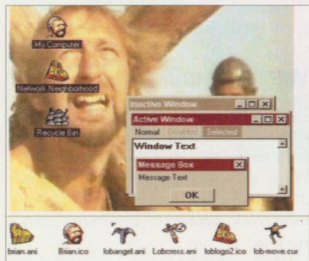 My Computer
Network Neighborhood
Recycle Bin
Inactive Window
Active Window
Normal Disabled Selected
Window Text
Message Box
Message Text
OK
brian.ani Brian.ico lobangel.ani Lobcross.ani loblogo2.ico lob-move.cur